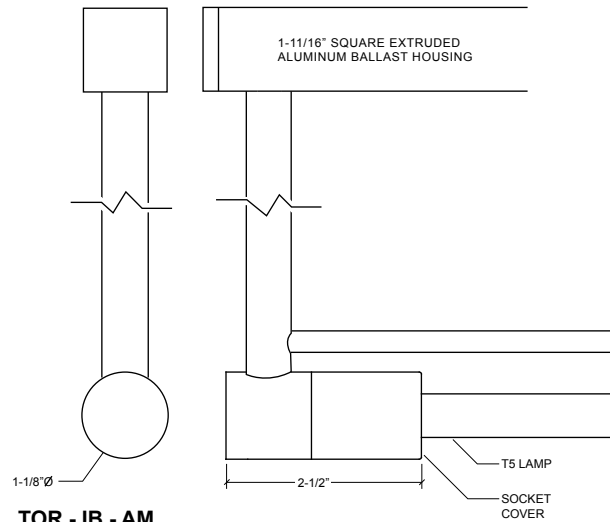 1-11/16" SQUARE EXTRUDED
ALUMINUM BALLAST HOUSING
1-1/8"Ø
2-1/2"
T5 LAMP
SOCKET
COVER
TOR - IB - AM